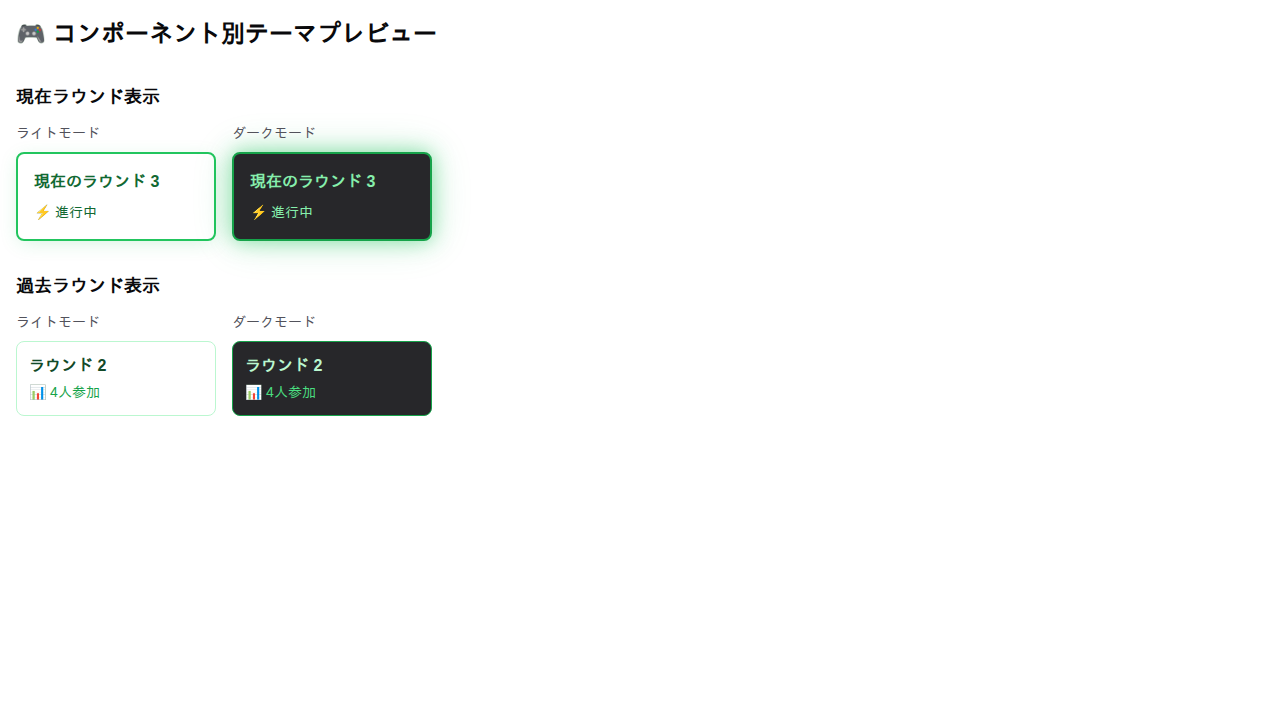 🎮 コンポーネント別テーマプレビュー
現在ラウンド表示
ライトモード
現在のラウンド 3
⚡ 進行中
ダークモード
現在のラウンド 3
⚡ 進行中
過去ラウンド表示
ライトモード
ラウンド 2
📊 4人参加
ダークモード
ラウンド 2
📊 4人参加